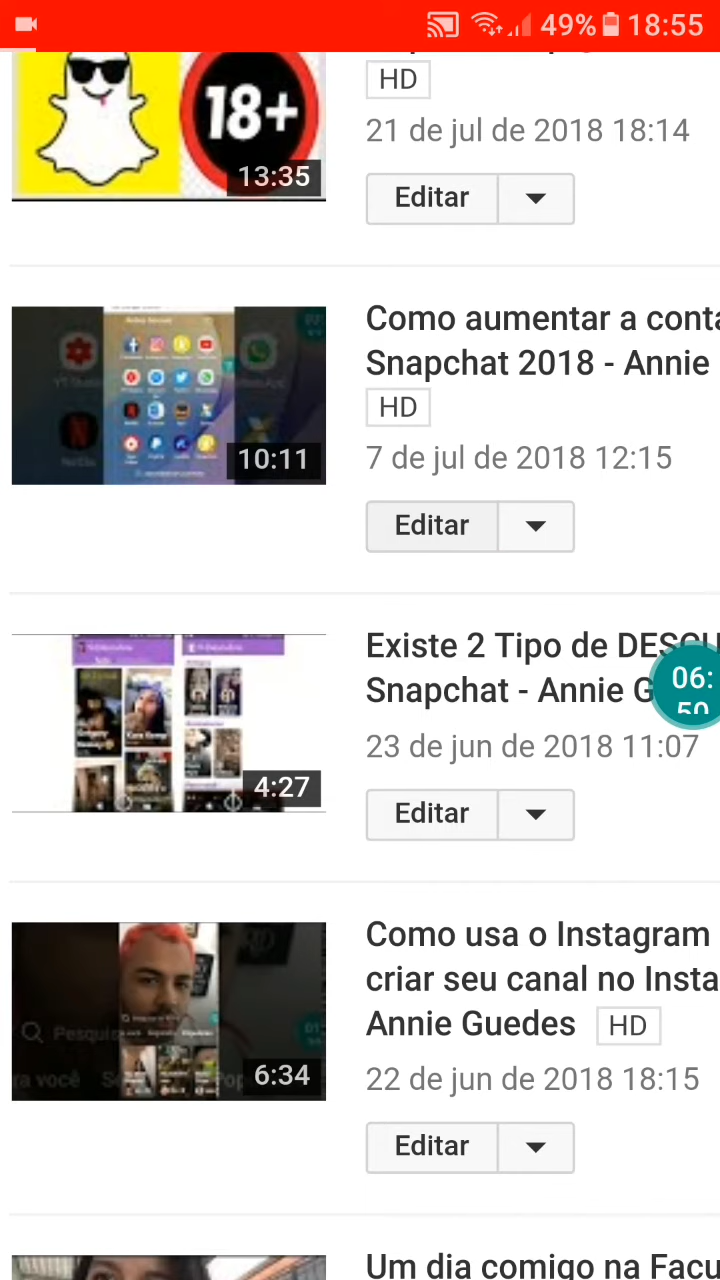 49% 18:55
18+
13:35
HD
21 de jul de 2018 18:14
Editar
10:11
Como aumentar a conta
Snapchat 2018 - Annie
HD
7 de jul de 2018 12:15
Editar
4:27
Existe 2 Tipo de DESCU
Snapchat - Annie G
06:
50
23 de jun de 2018 11:07
Editar
6:34
Como usa o Instagram
criar seu canal no Insta
Annie Guedes HD
22 de jun de 2018 18:15
Editar
Um dia comigo na Facu